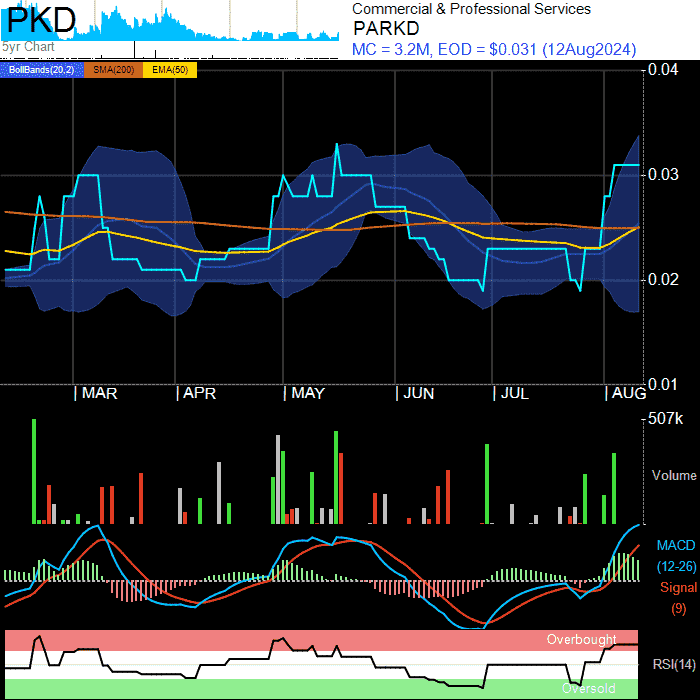 PKD
5yr Chart
Commercial & Professional Services
PARKD
MC = 3.2M, EOD = $0.031 (12Aug2024)
BollBands(20,2) SMA(200) EMA(50)
0.04
0.03
0.02
0.01
MAR APR MAY JUN JUL AUG
507k
Volume
MACD
(12-26)
Signal
(9)
Overbought
RSI(14)
Oversold